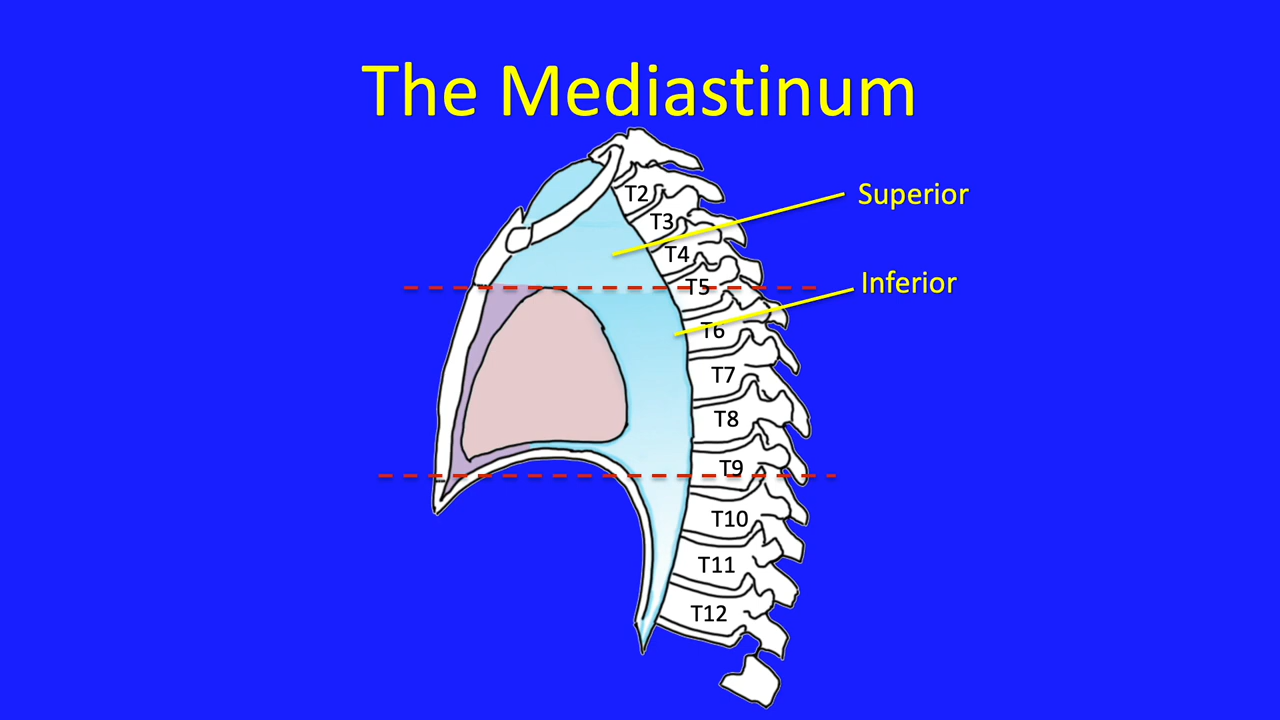 The Mediastinum
T2
Superior
T3
T4
T5
Inferior
T6
T7
T8
T9
T10
T11
T12